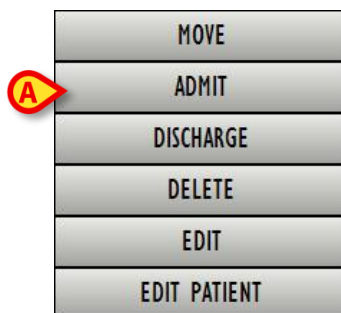 MOVE
A ADMIT
DISCHARGE
DELETE
EDIT
EDIT PATIENT